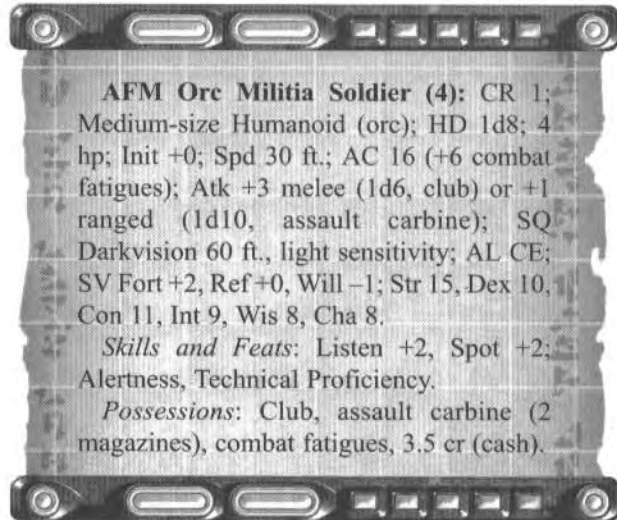 AFM Orc Militia Soldier (4): CR 1;
Medium-size Humanoid (orc); HD 1d8; 4
hp; Init +0; Spd 30 ft.; AC 16 (+6 combat
fatigues); Atk +3 melee (1d6, club) or +1
ranged (1d10, assault carbine); SQ
Darkvision 60 ft., light sensitivity; AL CE;
SV Fort +2, Ref +0, Will –1; Str 15, Dex 10,
Con 11, Int 9, Wis 8, Cha 8.
Skills and Feats: Listen +2, Spot +2;
Alertness, Technical Proficiency.
Possessions: Club, assault carbine (2
magazines), combat fatigues, 3.5 cr (cash).